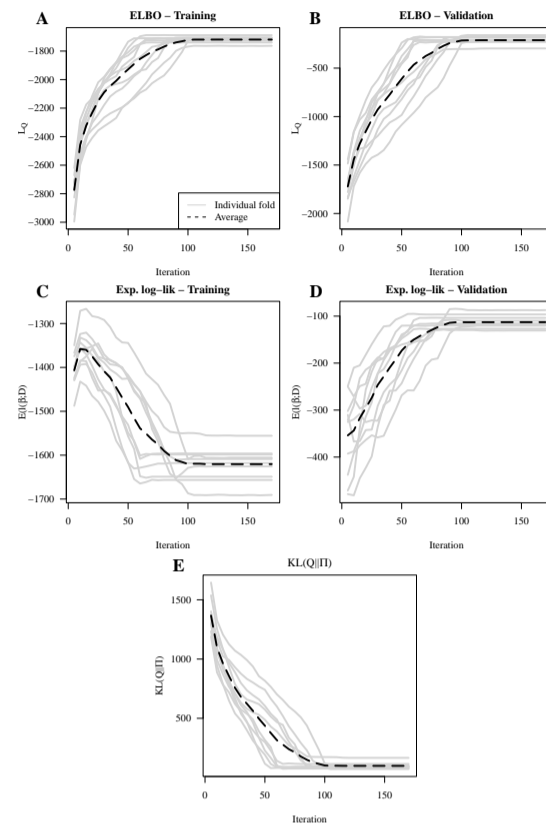 A
ELBO – Training
−1800
−2000
−2200
−2400
−2600
−2800
−3000
L_Q
0
50
100
150
Iteration
Individual fold
Average
B
ELBO – Validation
−500
−1000
−1500
−2000
L_Q
0
50
100
150
Iteration
C
Exp. log−lik – Training
−1300
−1400
−1500
−1600
−1700
E(l(β;D)
0
50
100
150
Iteration
D
Exp. log−lik – Validation
−100
−200
−300
−400
E(l(β;D)
0
50
100
150
Iteration
E
KL(Q||Π)
1500
1000
500
KL(Q||Π)
0
50
100
150
Iteration